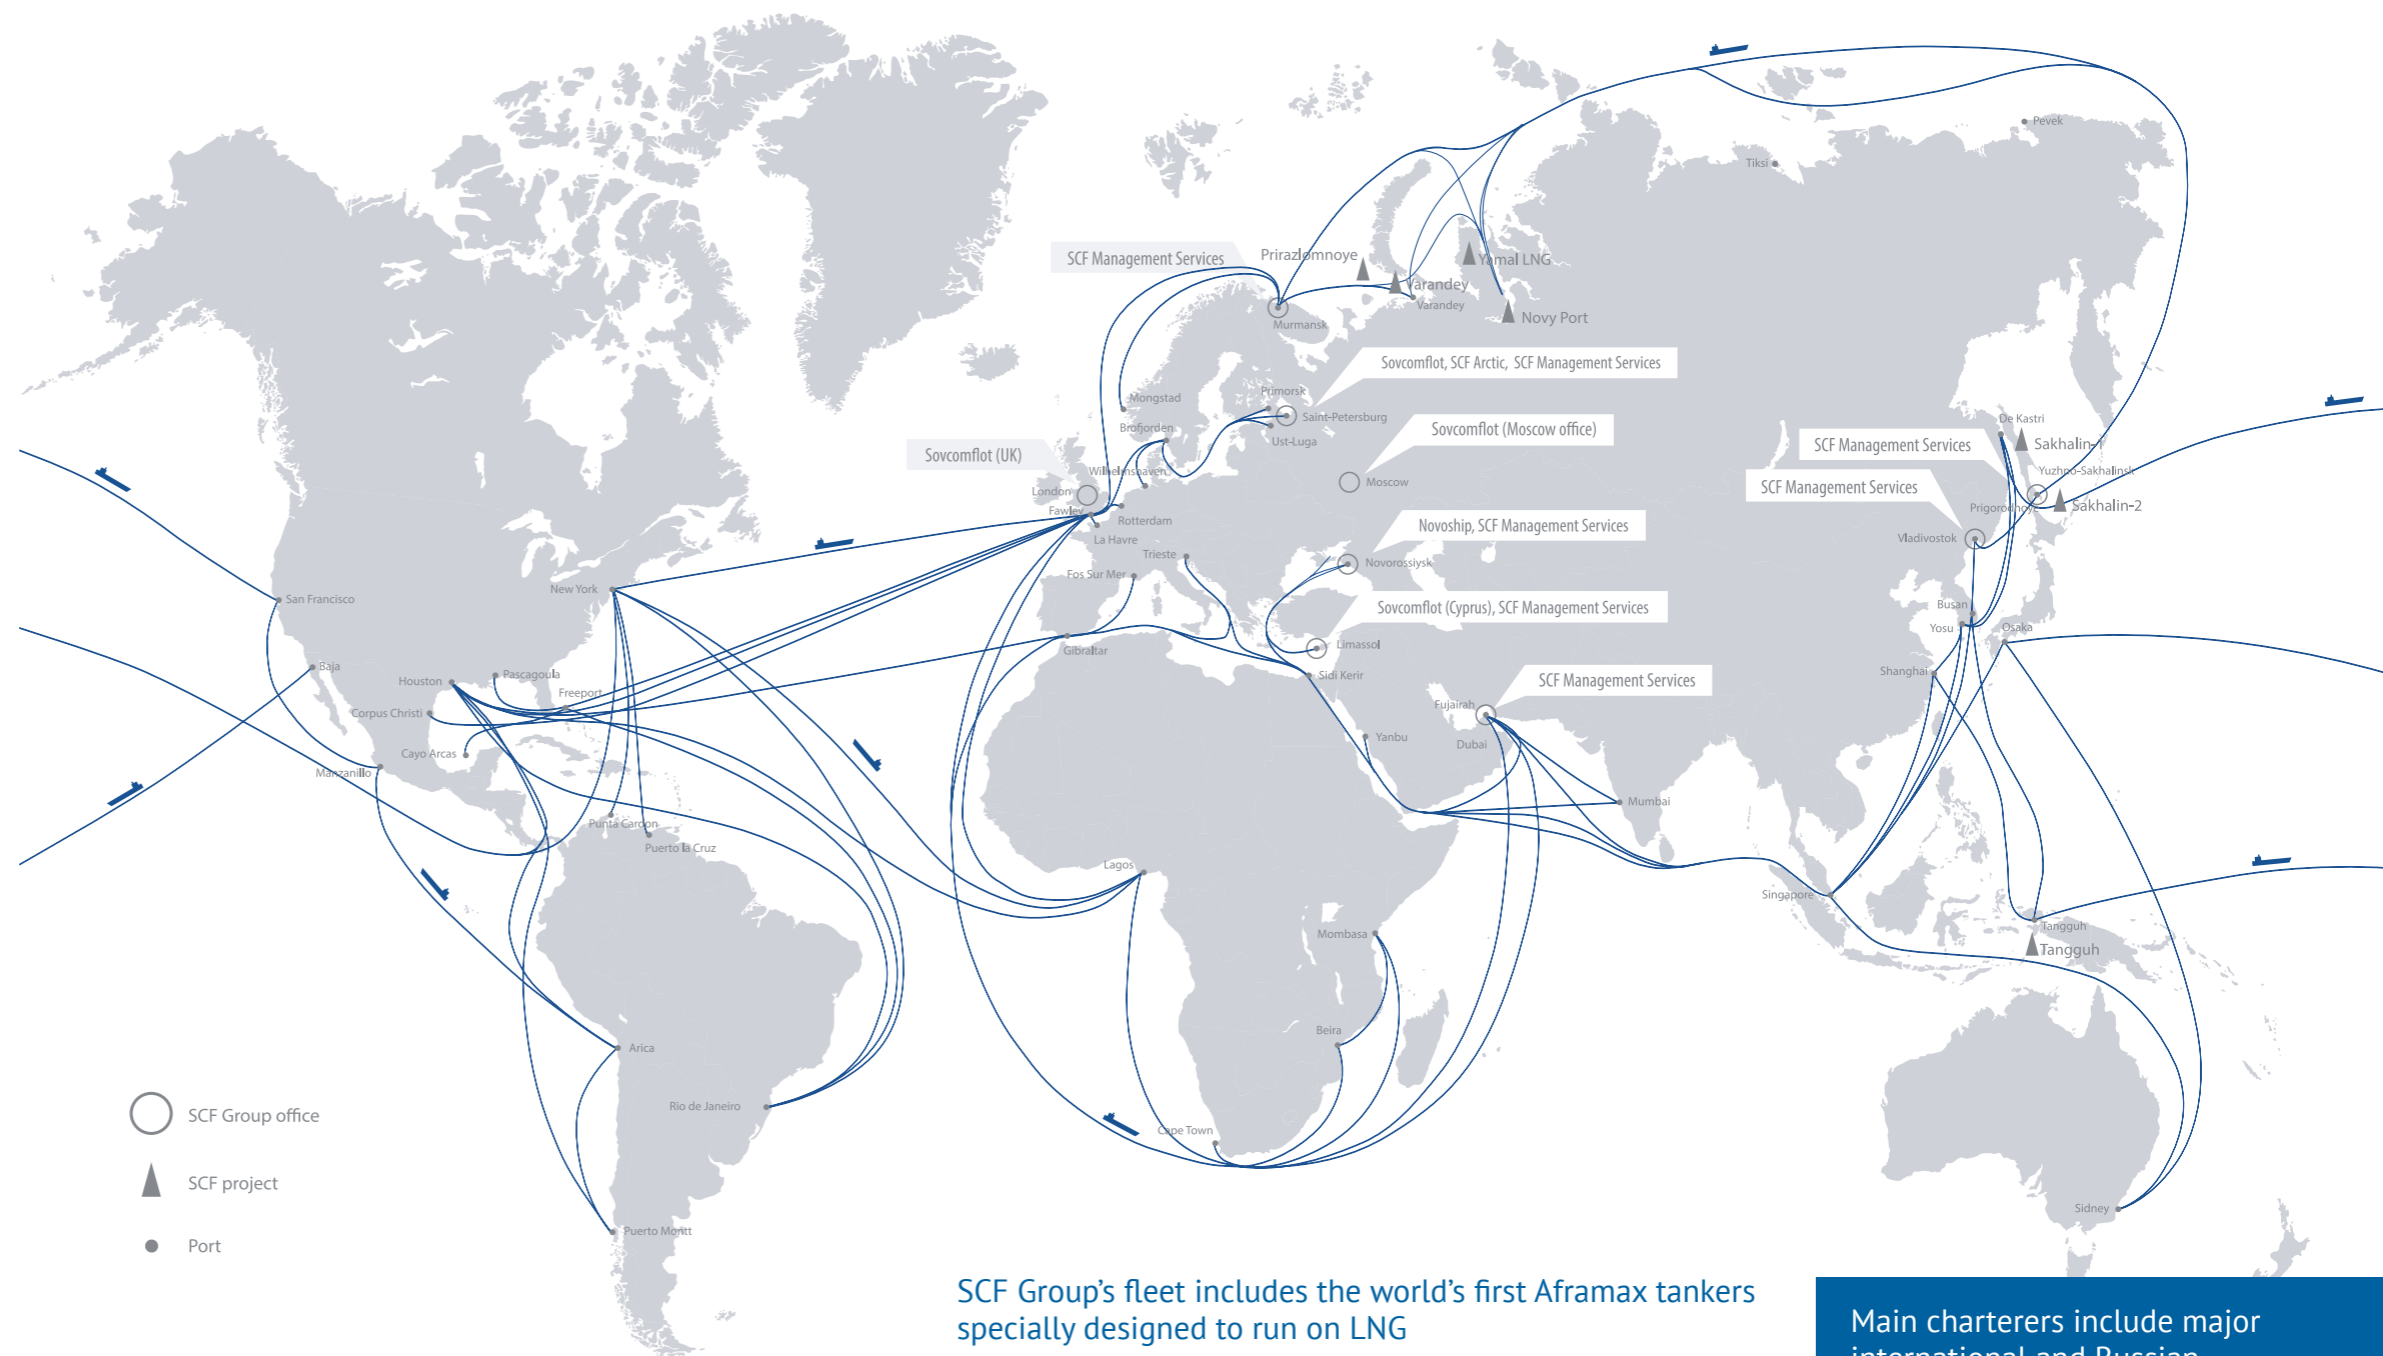 Pevek
Tiksi
SCF Management Services
Prirazlomnoye
Yamal LNG
Varandey
Varandey
Novy Port
Murmansk
Sovcomflot, SCF Arctic, SCF Management Services
Primorsk
Mongstad
Saint-Petersburg
Brofjorden
Ust-Luga
Sovcomflot (Moscow office)
De Kastri
Sakhalin-1
SCF Management Services
Sovcomflot (UK)
Wilhelmshaven
Yuzhno-Sakhalinsk
Moscow
SCF Management Services
London
Fawley
Rotterdam
Prigorodnoye
Sakhalin-2
La Havre
Novoship, SCF Management Services
Vladivostok
Trieste
Novorossiysk
Fos Sur Mer
New York
San Francisco
Sovcomflot (Cyprus), SCF Management Services
Busan
Yosu
Osaka
Gibraltar
Limassol
Baja
Houston
Pascagoula
Sidi Kerir
Shanghai
SCF Management Services
Freeport
Corpus Christi
Fujairah
Yanbu
Dubai
Cayo Arcas
Manzanillo
Mumbai
Punta Cardon
Puerto la Cruz
Lagos
Singapore
Mombasa
Tangguh
Tangguh
Beira
Arica
Rio de Janeiro
SCF Group office
Cape Town
SCF project
Sidney
Puerto Montt
Port
SCF Group's fleet includes the world's first Aframax tankers
specially designed to run on LNG
Main charterers include major
international and Russian